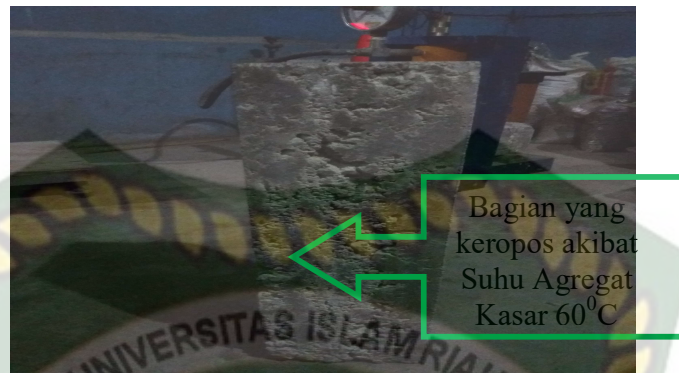 Bagian yang
keropos akibat
Suhu Agregat
Kasar 60⁰C
UNIVERSITAS ISLAM RIAU